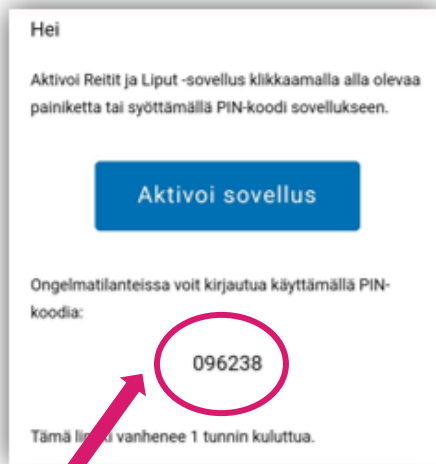 Hei
Aktivoi Reitit ja Liput -sovellus klikkaamalla alla olevaa
painiketta tai syöttämällä PIN-koodi sovellukseen.
Aktivoi sovellus
Ongelmatilanteissa voit kirjautua käyttämällä PIN-
koodia:
096238
Tämä vanhenee 1 tunnin kuluttua.